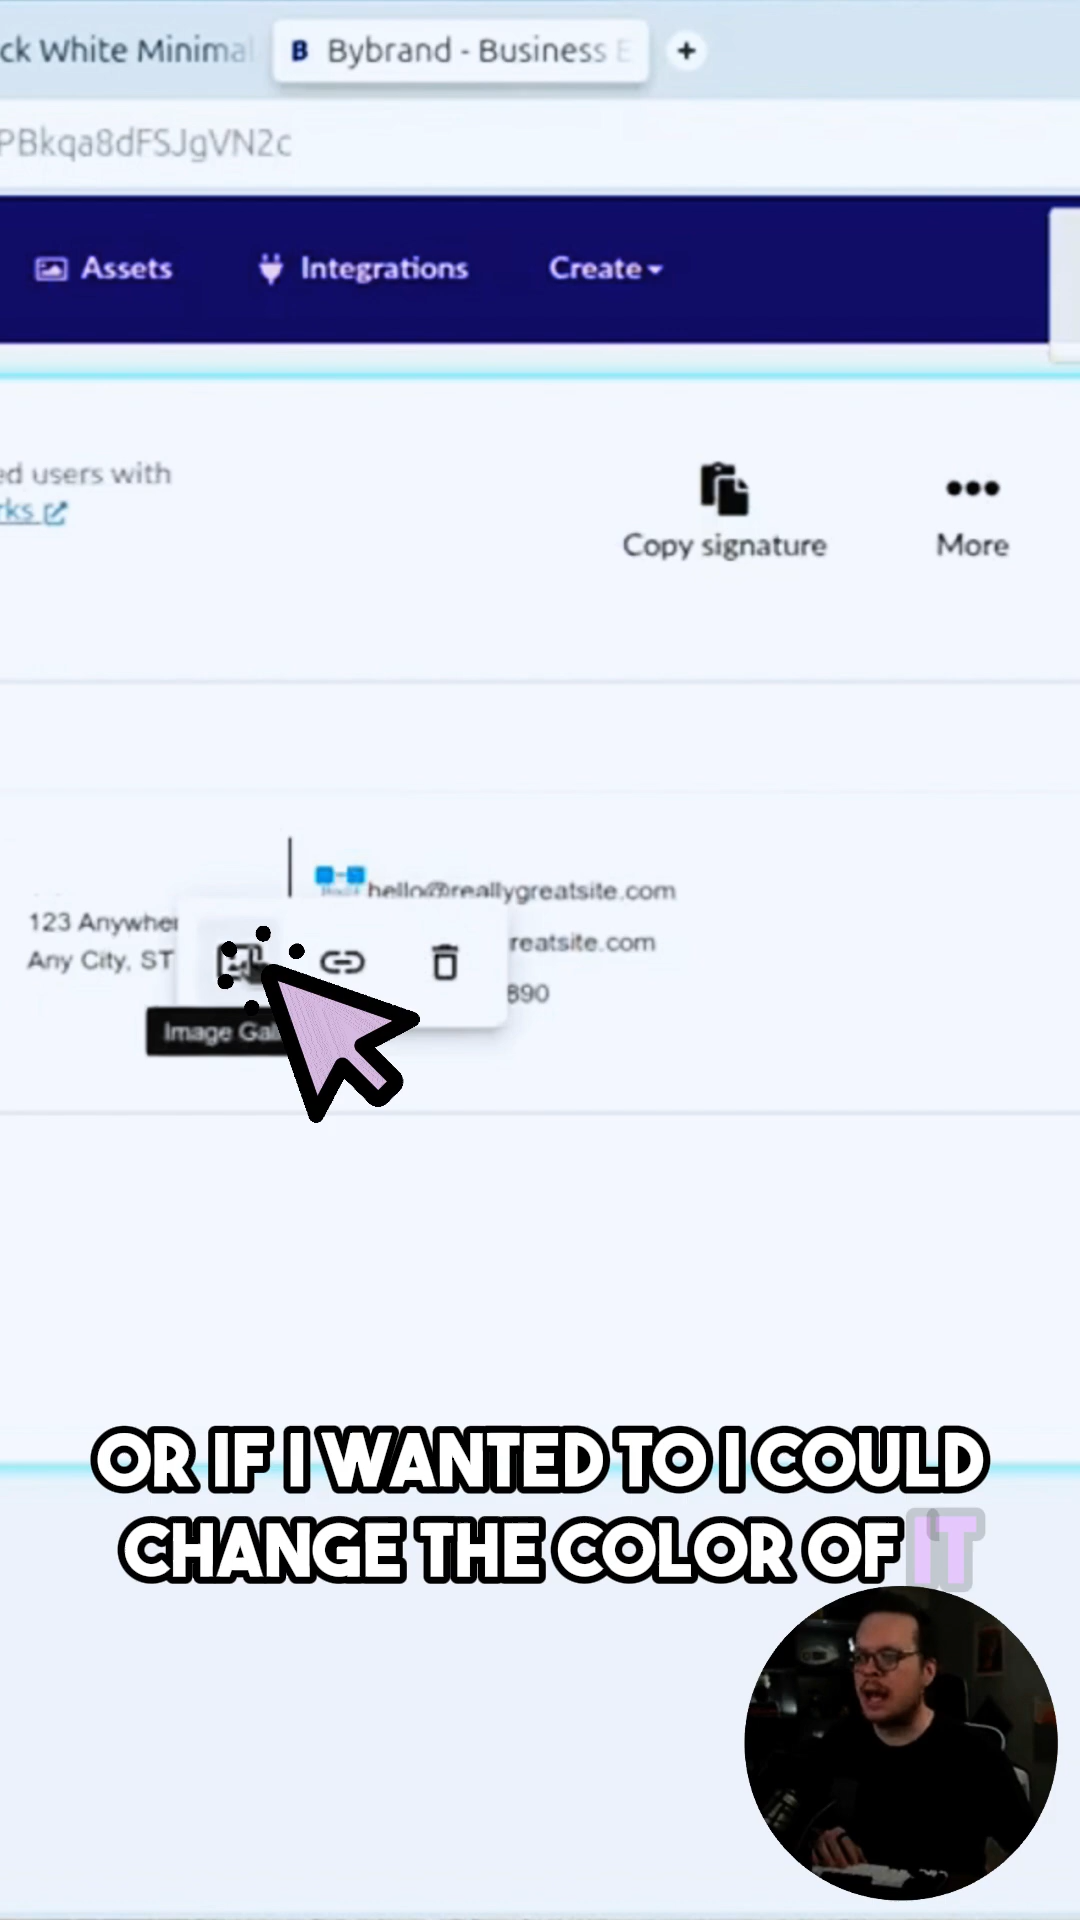 ck White Minimal
B Bybrand - Business E
PBkqa8dFSJgVN2c
Assets Integrations Create
ed users with
rks
Copy signature
More
hello@reallygreatsite.com
123 Anywher
reatsite.com
Any City, ST
890
Image Gal
OR IF I WANTED TO I COULD
CHANGE THE COLOR OF IT